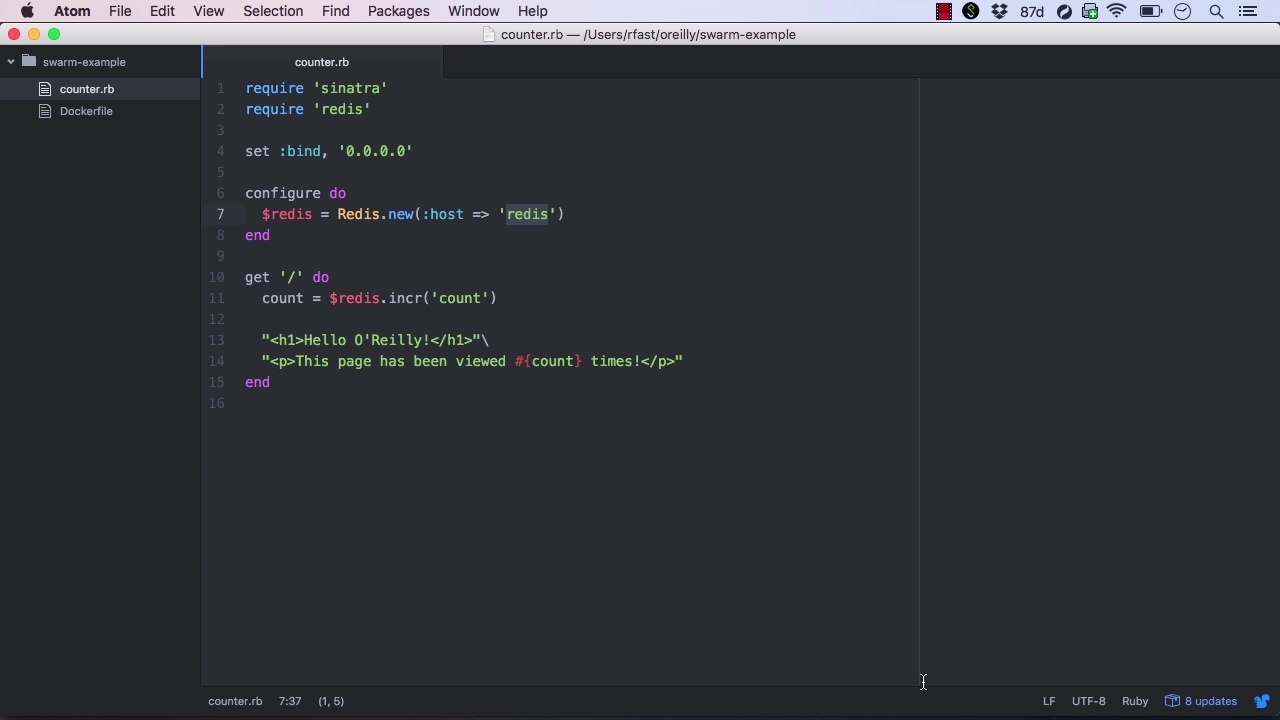 Atom File Edit View Selection Find Packages Window Help 87d
counter.rb — /Users/rfast/oreilly/swarm-example
swarm-example
counter.rb
Dockerfile
counter.rb
1 require 'sinatra'
2 require 'redis'
3
4 set :bind, '0.0.0.0'
5
6 configure do
7   $redis = Redis.new(:host => 'redis')
8 end
9
10 get '/' do
11   count = $redis.incr('count')
12
13   "<h1>Hello O'Reilly!</h1>"\
14   "<p>This page has been viewed #{count} times!</p>"
15 end
16
counter.rb 7:37 (1, 5) LF UTF-8 Ruby 8 updates